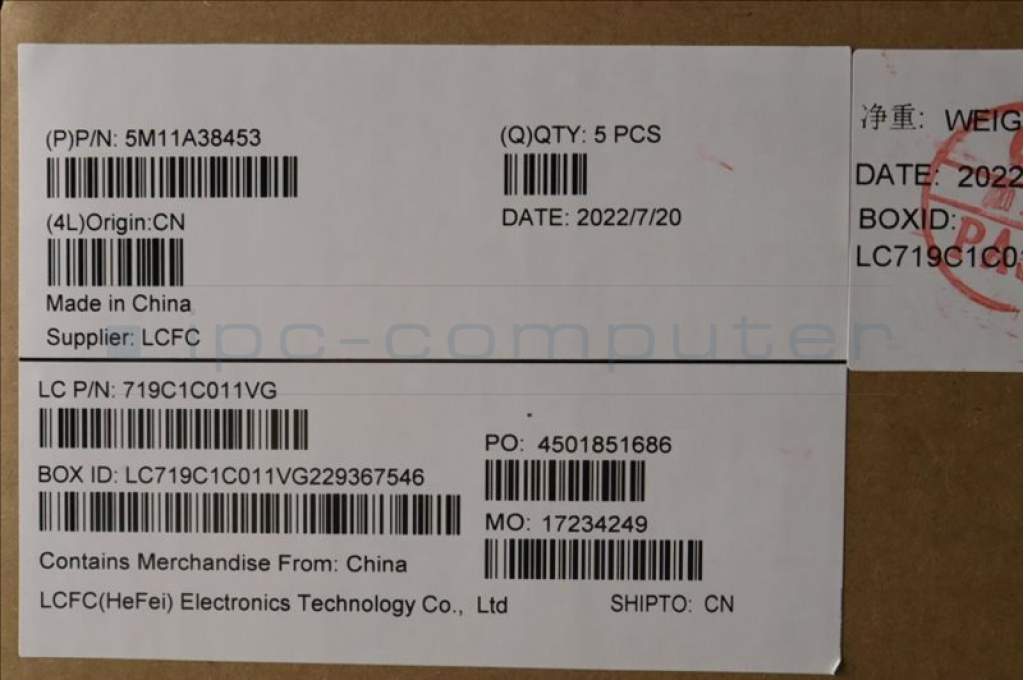 (P)P/N: 5M11A38453
(Q)QTY: 5 PCS
(4L)Origin:CN
DATE: 2022/7/20
Made in China
Supplier: LCFC
ipc-computer
LC P/N: 719C1C011VG
PO: 4501851686
BOX ID: LC719C1C011VG229367546
MO: 17234249
Contains Merchandise From: China
LCFC(HeFei) Electronics Technology Co., Ltd
SHIPTO: CN
净重: WEIG
DATE: 2022
BOXID:
LC719C1C0
PAS